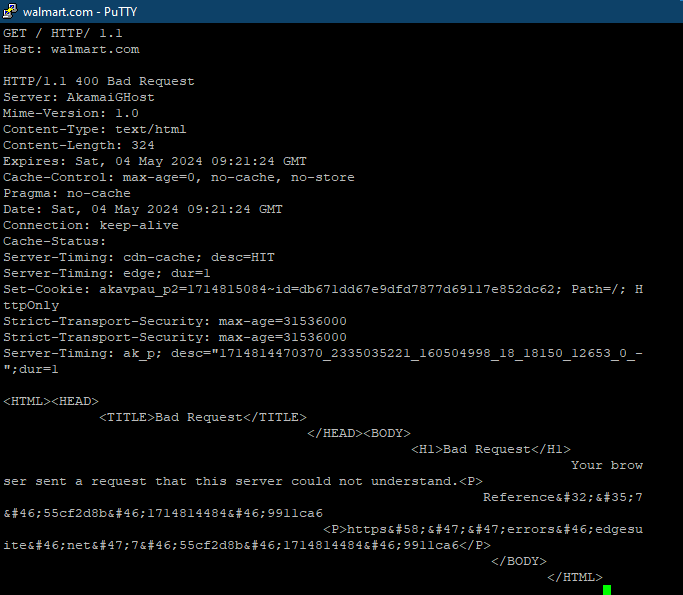 walmart.com - PuTTY
GET / HTTP/ 1.1
Host: walmart.com
HTTP/1.1 400 Bad Request
Server: AkamaiGHost
Mime-Version: 1.0
Content-Type: text/html
Content-Length: 324
Expires: Sat, 04 May 2024 09:21:24 GMT
Cache-Control: max-age=0, no-cache, no-store
Pragma: no-cache
Date: Sat, 04 May 2024 09:21:24 GMT
Connection: keep-alive
Cache-Status:
Server-Timing: cdn-cache; desc=HIT
Server-Timing: edge; dur=1
Set-Cookie: akavpau_p2=1714815084~id=db671dd67e9dfd7877d69117e852dc62; Path=/; H
ttpOnly
Strict-Transport-Security: max-age=31536000
Strict-Transport-Security: max-age=31536000
Server-Timing: ak_p; desc="1714814470370_2335035221_160504998_18_18150_12653_0_-
";dur=1
<HTML><HEAD>
<TITLE>Bad Request</TITLE>
</HEAD><BODY>
<H1>Bad Request</H1>
Your brow
ser sent a request that this server could not understand.<P>
Reference&#32;&#35;7
&#46;55cf2d8b&#46;1714814484&#46;9911ca6
<P>https&#58;&#47;&#47;errors&#46;edgesu
ite&#46;net&#47;7&#46;55cf2d8b&#46;1714814484&#46;9911ca6</P>
</BODY>
</HTML>